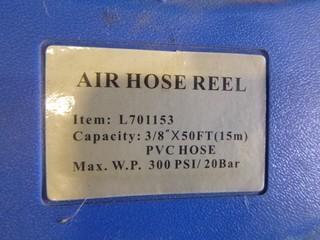 AIR HOSE REEL
Item: L701153
Capacity: 3/8"X50FT(15m)
PVC HOSE
Max. W.P. 300 PSI/20Bar